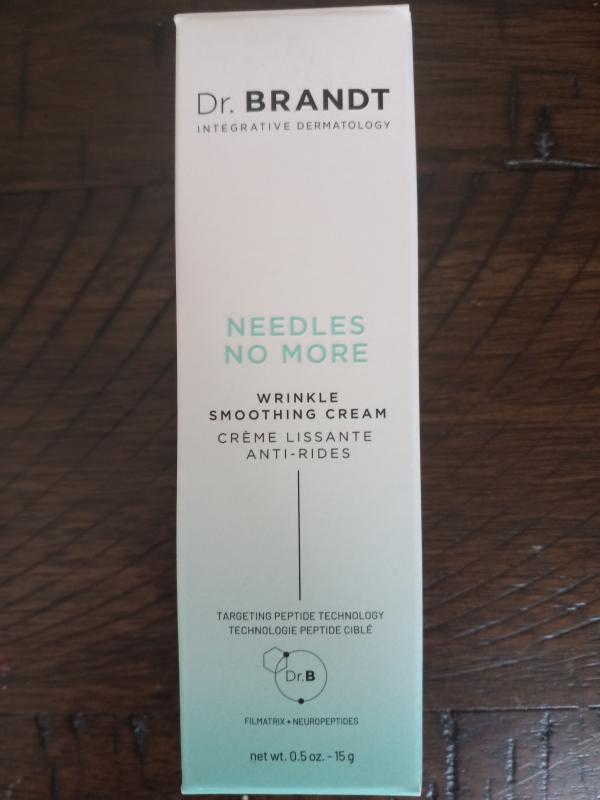 Dr. BRANDT
INTEGRATIVE DERMATOLOGY
NEEDLES
NO MORE
WRINKLE
SMOOTHING CREAM
CRÈME LISSANTE
ANTI-RIDES
TARGETING PEPTIDE TECHNOLOGY
TECHNOLOGIE PEPTIDE CIBLÉ
Dr.B
FILMATRIX + NEUROPEPTIDES
net wt. 0.5 oz. - 15 g